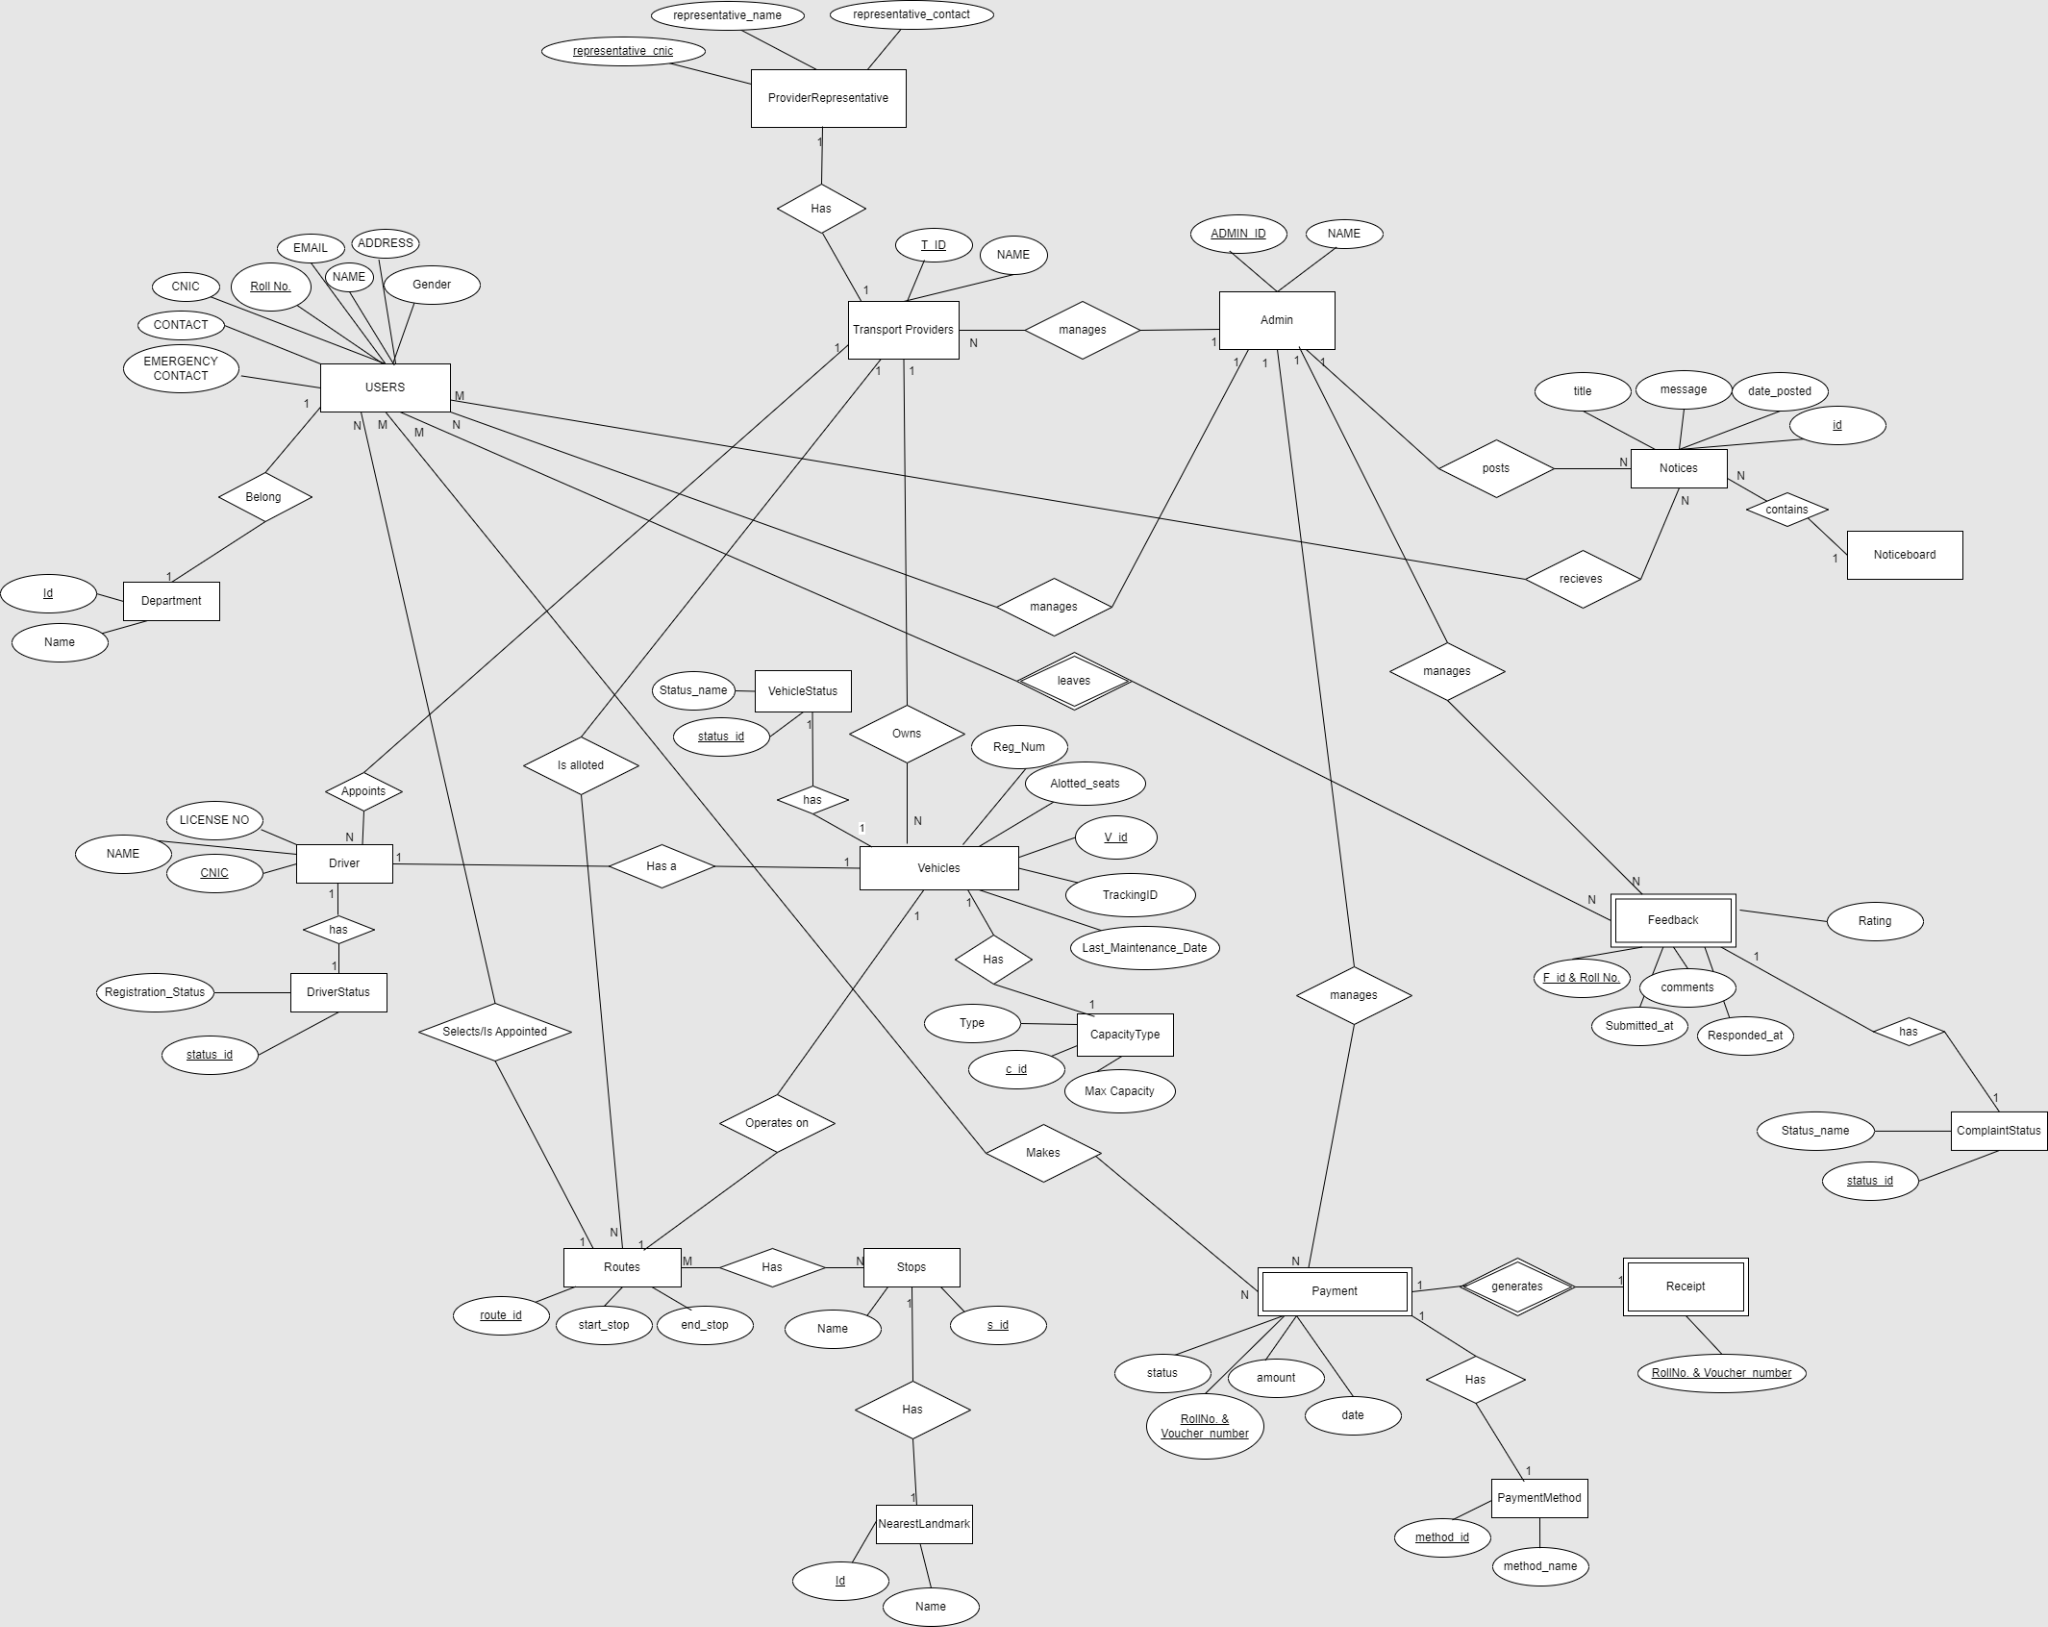 representative_name
representative_contact
representative_cnic
ProviderRepresentative
1
Has
ADDRESS
EMAIL
T_ID
NAME
ADMIN_ID
NAME
CNIC
Roll No.
NAME
Gender
1
CONTACT
Transport Providers
N
manages
1
Admin
EMERGENCY
CONTACT
USERS
1
1
1
1
1
1
1
title
message
date_posted
id
1
M
N
M
M
N
Belong
posts
N
Notices
N
N
contains
Noticeboard
1
1
recieves
Id
Department
manages
Name
manages
leaves
Status_name
VehicleStatus
status_id
1
Owns
Reg_Num
Is alloted
Alotted_seats
Appoints
has
LICENSE NO
N
1
N
V_id
NAME
Driver
1
Has a
1
Vehicles
CNIC
TrackingID
1
1
1
N
N
Feedback
Rating
has
Last_Maintenance_Date
1
Has
1
F_id & Roll No.
comments
Registration_Status
DriverStatus
manages
1
Type
CapacityType
Submitted_at
Responded_at
has
Selects/Is Appointed
status_id
c_id
Max Capacity
1
Operates on
Status_name
ComplaintStatus
Makes
status_id
N
1
1
Routes
M
Has
N
Stops
N
N
Payment
1
generates
1
Receipt
route_id
start_stop
end_stop
1
Name
s_id
1
status
amount
Has
RollNo. & Voucher_number
RollNo. &
Voucher_number
date
Has
1
1
PaymentMethod
NearestLandmark
method_id
method_name
Id
Name